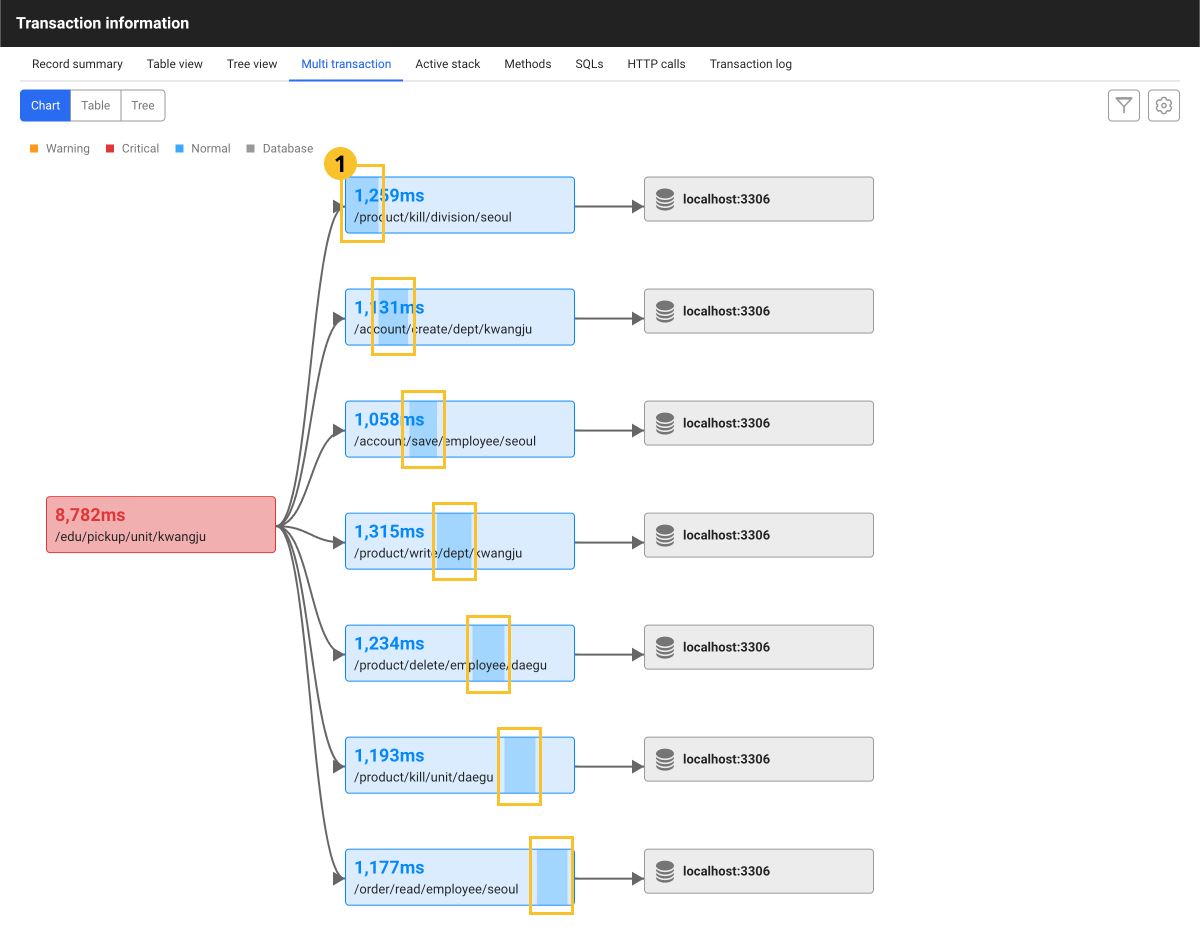 Transaction information
Record summary Table view Tree view Multi transaction Active stack Methods SQLs HTTP calls Transaction log
Chart Table Tree
Warning Critical Normal Database
1
1,259ms
/product/kill/division/seoul
localhost:3306
1,131ms
/account/create/dept/kwangju
localhost:3306
1,058ms
/account/save/employee/seoul
localhost:3306
8,782ms
/edu/pickup/unit/kwangju
1,315ms
/product/write/dept/kwangju
localhost:3306
1,234ms
/product/delete/employee/daegu
localhost:3306
1,193ms
/product/kill/unit/daegu
localhost:3306
1,177ms
/order/read/employee/seoul
localhost:3306